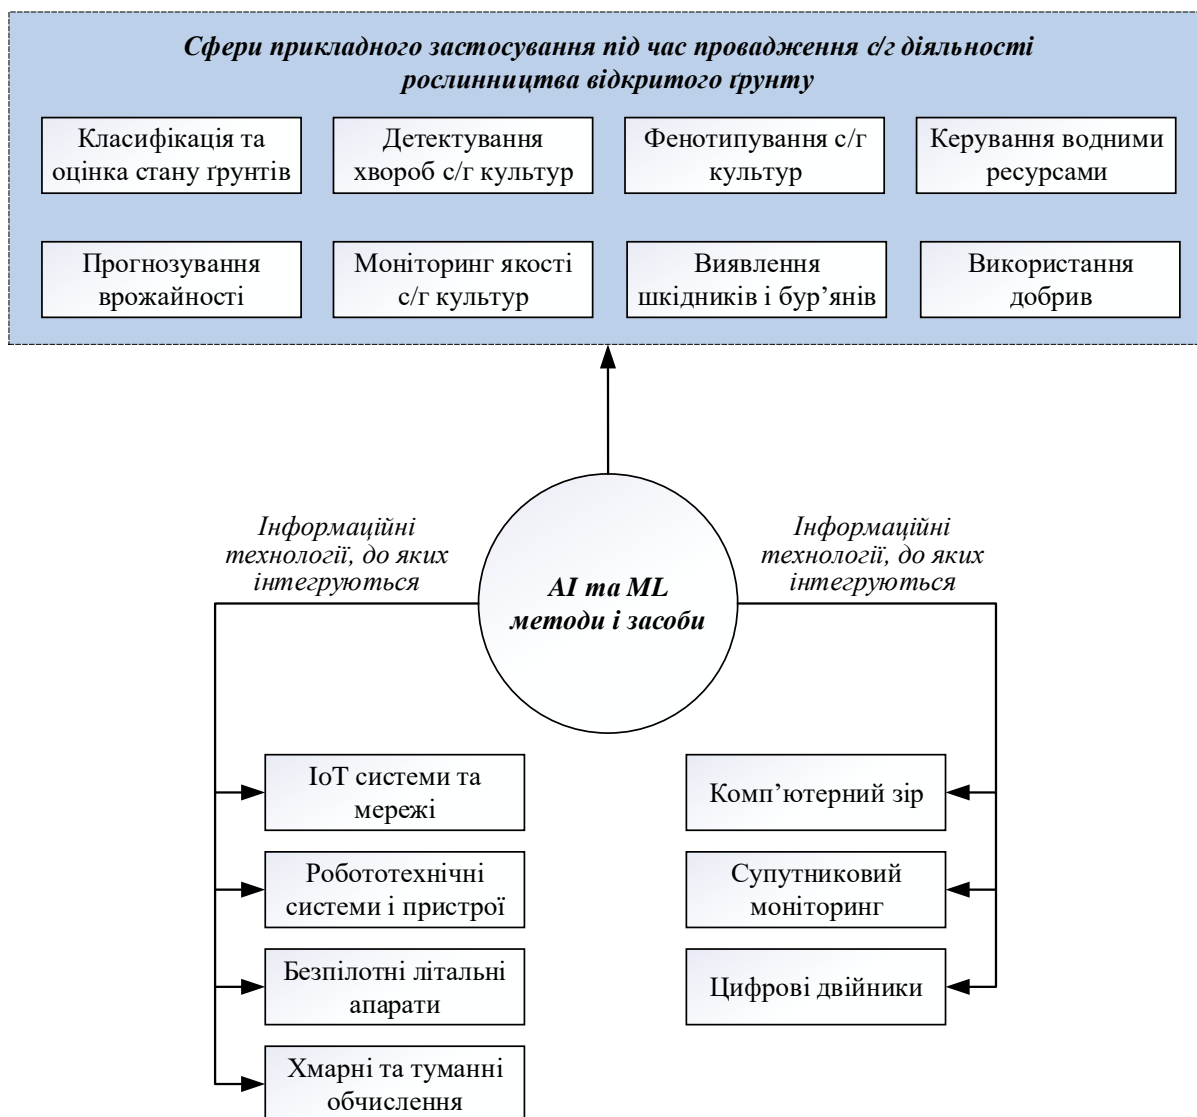 Сфери прикладного застосування під час провадження с/г діяльності
рослинництва відкритого ґрунту
Класифікація та
оцінка стану ґрунтів
Детектування
хвороб с/г культур
Фенотипування с/г
культур
Керування водними
ресурсами
Прогнозування
врожайності
Моніторинг якості
с/г культур
Виявлення
шкідників і бур’янів
Використання
добрив
Інформаційні
технології, до яких
інтегруються
AI та ML
методи і засоби
Інформаційні
технології, до яких
інтегруються
IoT системи та
мережі
Робототехнічні
системи і пристрої
Безпілотні літальні
апарати
Хмарні та туманні
обчислення
Комп’ютерний зір
Супутниковий
моніторинг
Цифрові двійники